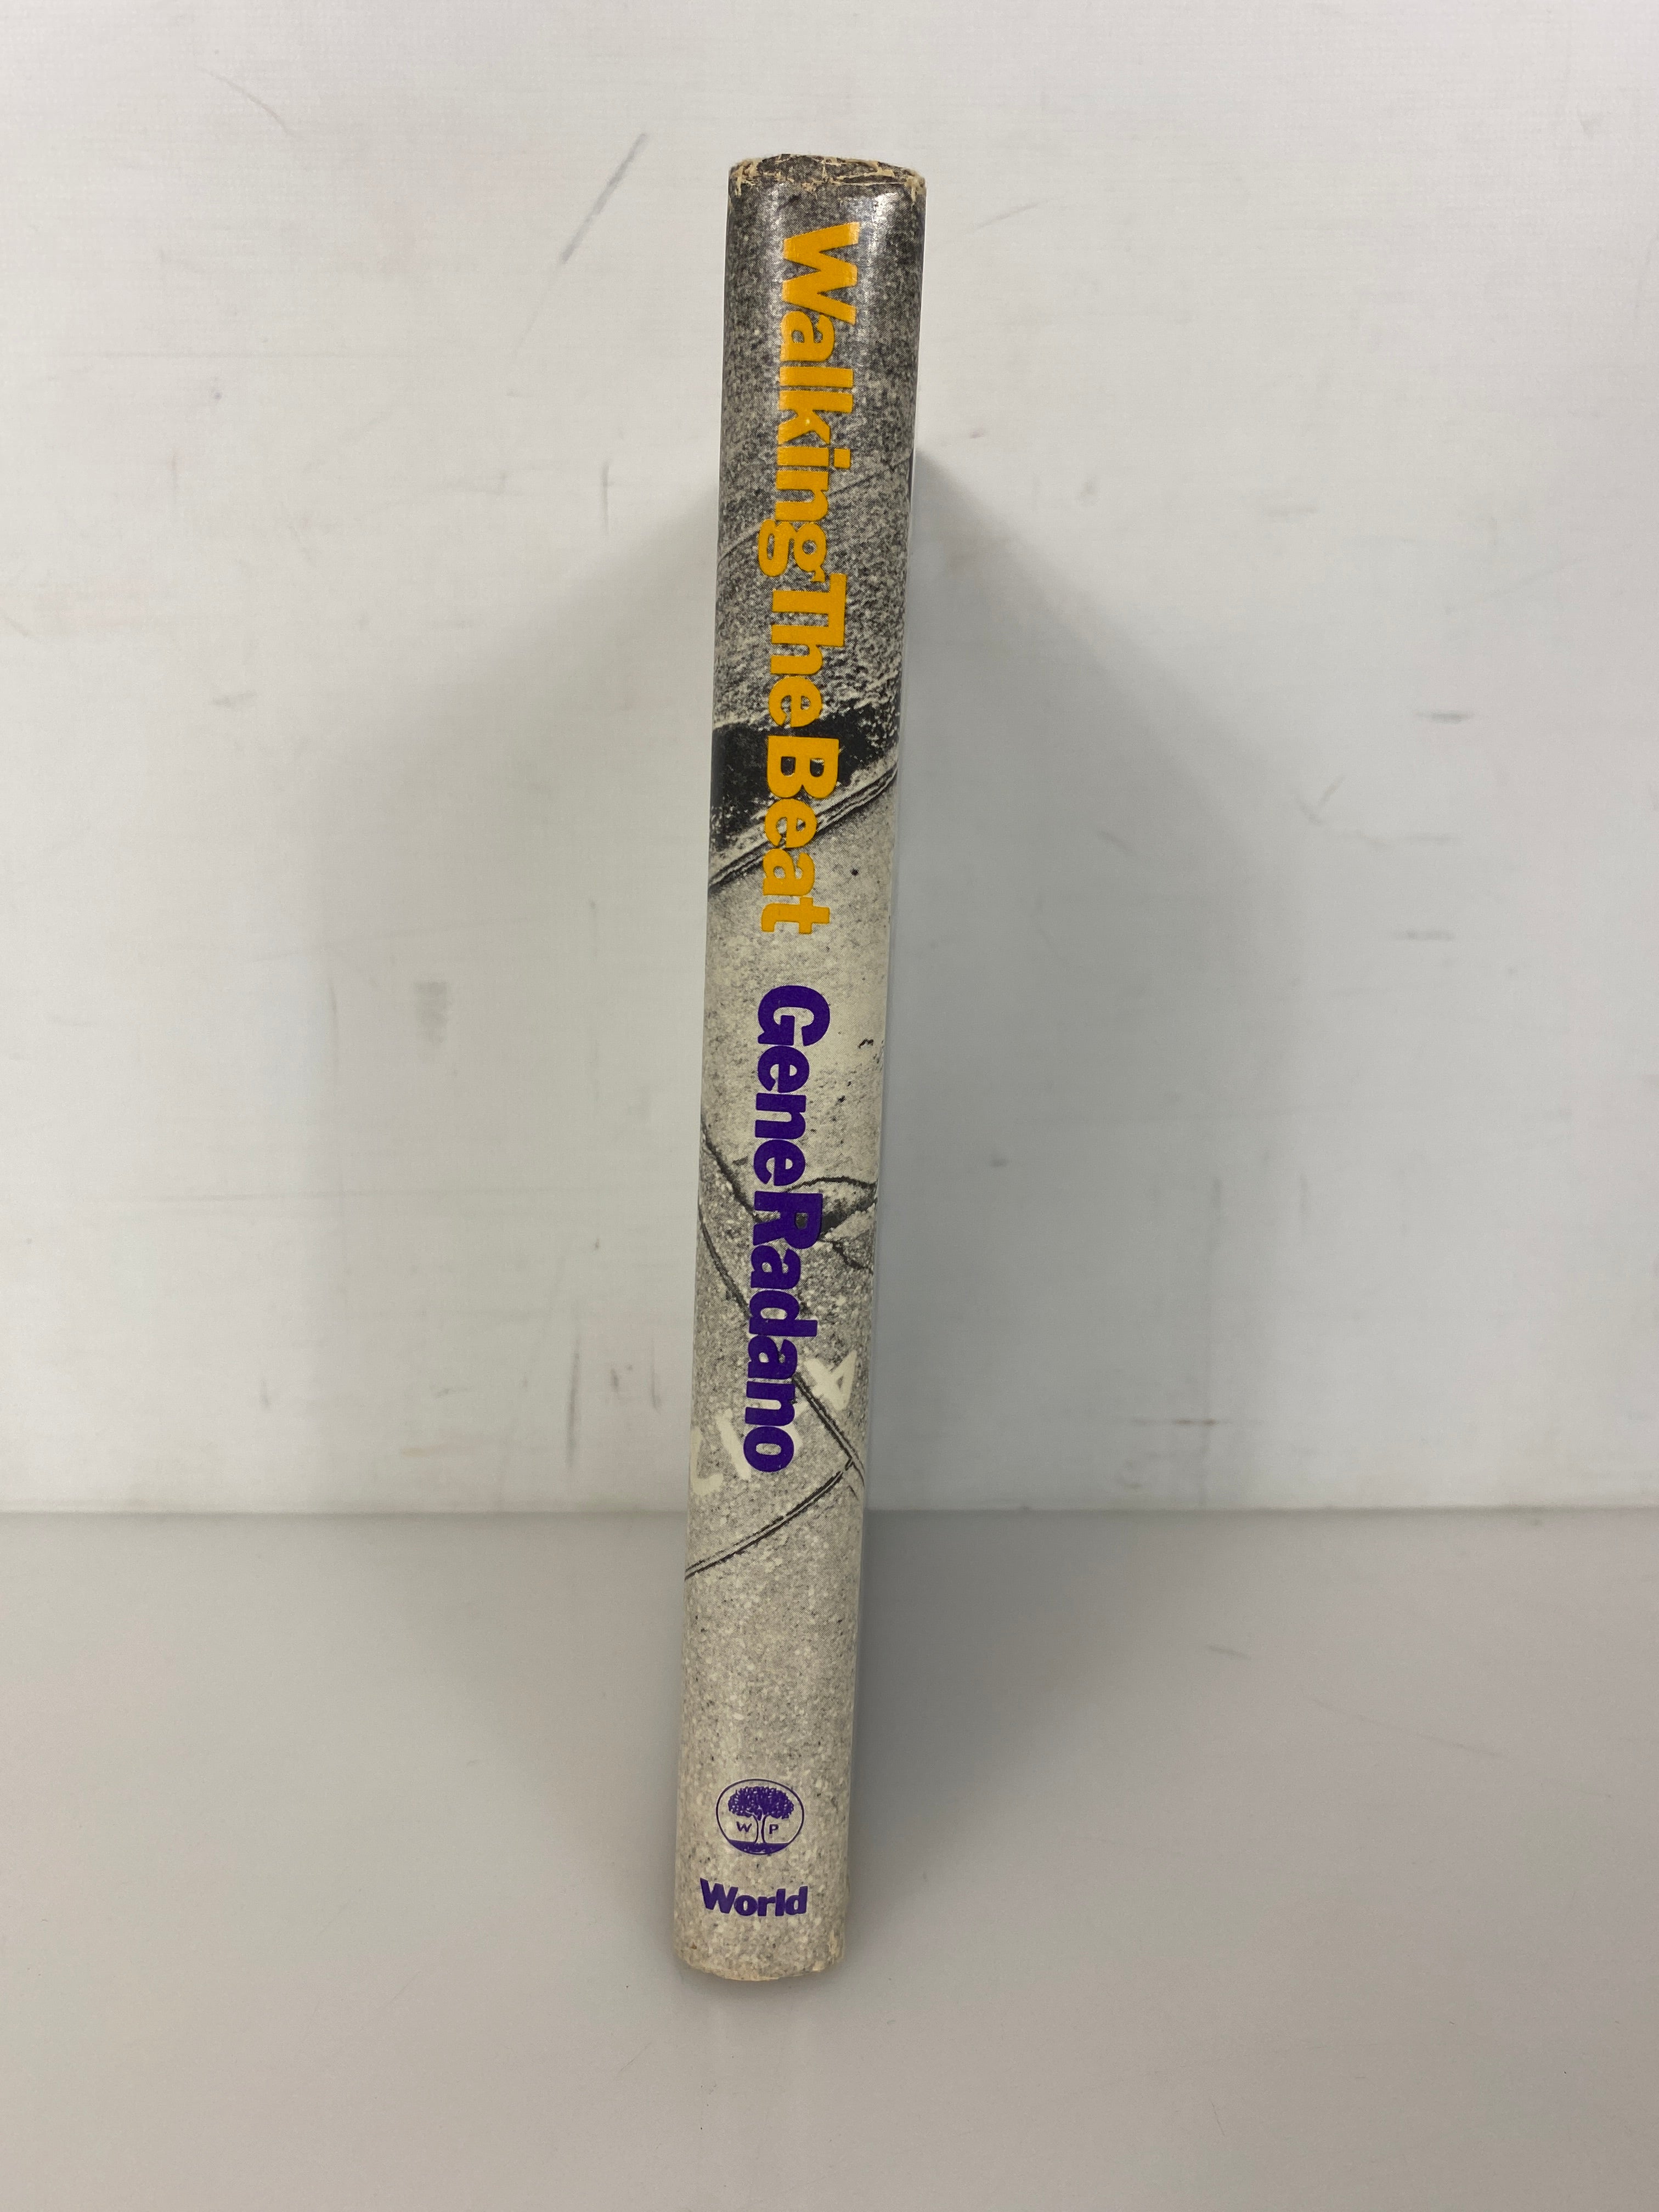 Walking The Beat
Gene Radano
W P
World